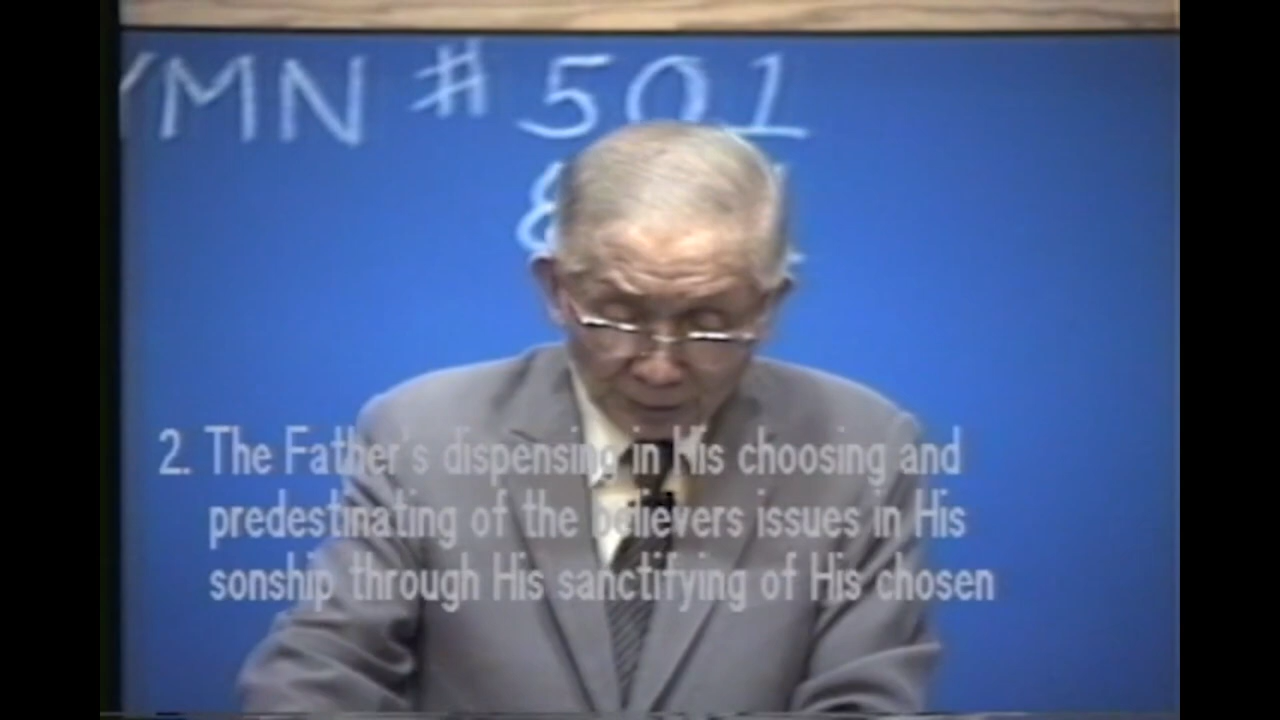 YMN # 501
2. The Father's dispensing in His choosing and
predestinating of the believers issues in His
sonship through His sanctifying of His chosen